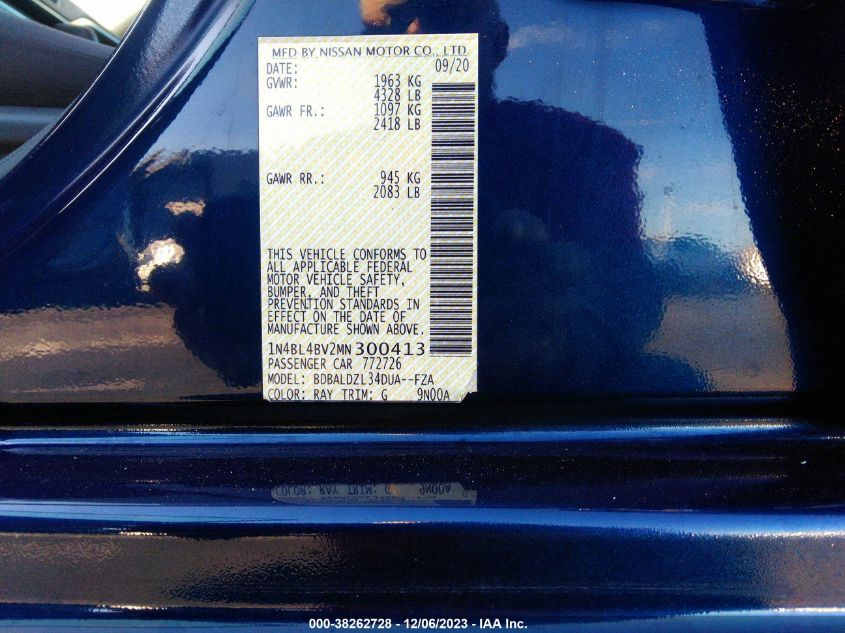 MFD BY NISSAN MOTOR CO., LTD.
DATE: 09/20
GVWR: 1963 KG
4328 LB
GAWR FR.: 1097 KG
2418 LB
GAWR RR.: 945 KG
2083 LB
THIS VEHICLE CONFORMS TO
ALL APPLICABLE FEDERAL
MOTOR VEHICLE SAFETY,
BUMPER, AND THEFT
PREVENTION STANDARDS IN
EFFECT ON THE DATE OF
MANUFACTURE SHOWN ABOVE.
1N4BL4BV2MN300413
PASSENGER CAR 772726
MODEL: BDBALDZL34DUA--FZA
COLOR: RAY TRIM: G 9N00A
000-38262728 - 12/06/2023 - IAA Inc.